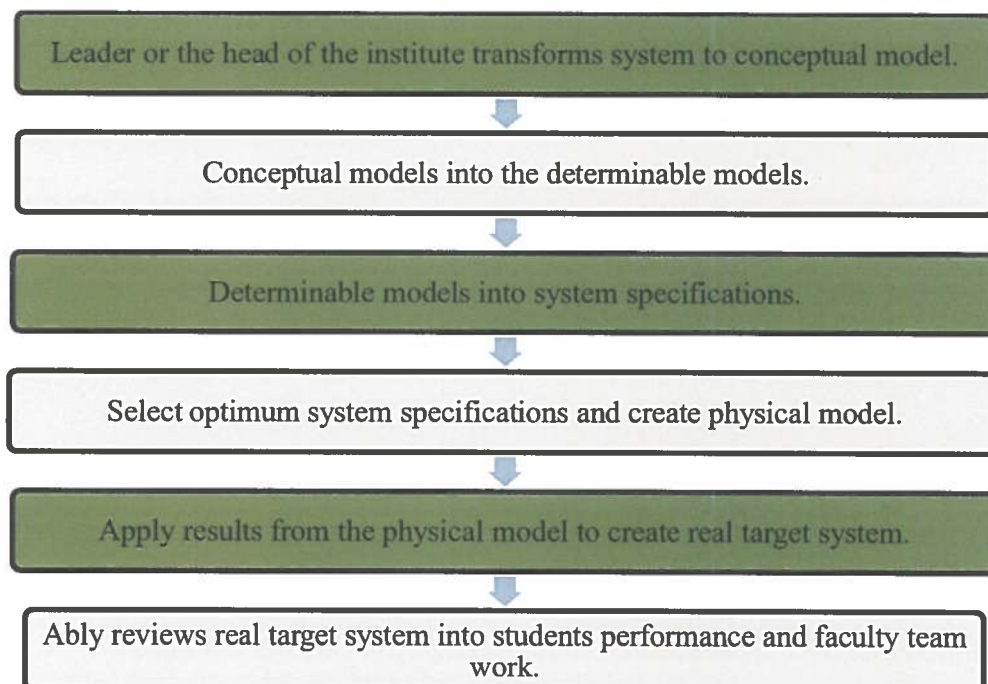 Leader or the head of the institute transforms system to conceptual model.
Conceptual models into the determinable models.
Determinable models into system specifications.
Select optimum system specifications and create physical model.
Apply results from the physical model to create real target system.
Ably reviews real target system into students performance and faculty team
work.